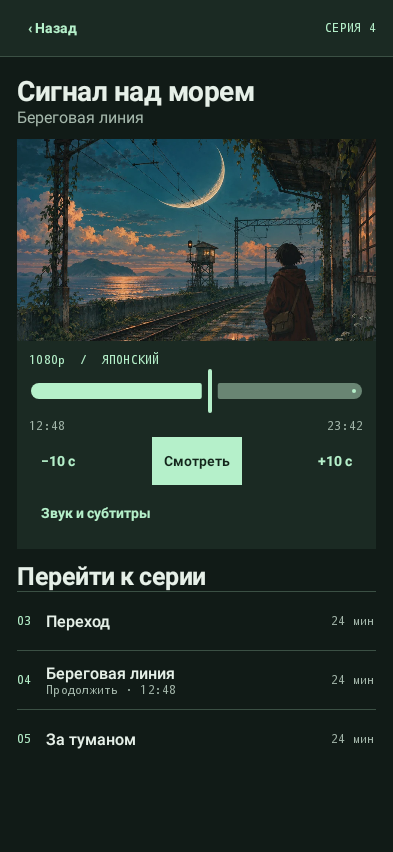 ‹ Назад
СЕРИЯ 4
Сигнал над морем
Береговая линия
1080p / ЯПОНСКИЙ
12:48
23:42
−10 с
Смотреть
+10 с
Звук и субтитры
Перейти к серии
03 Переход 24 мин
04 Береговая линия 24 мин
Продолжить · 12:48
05 За туманом 24 мин